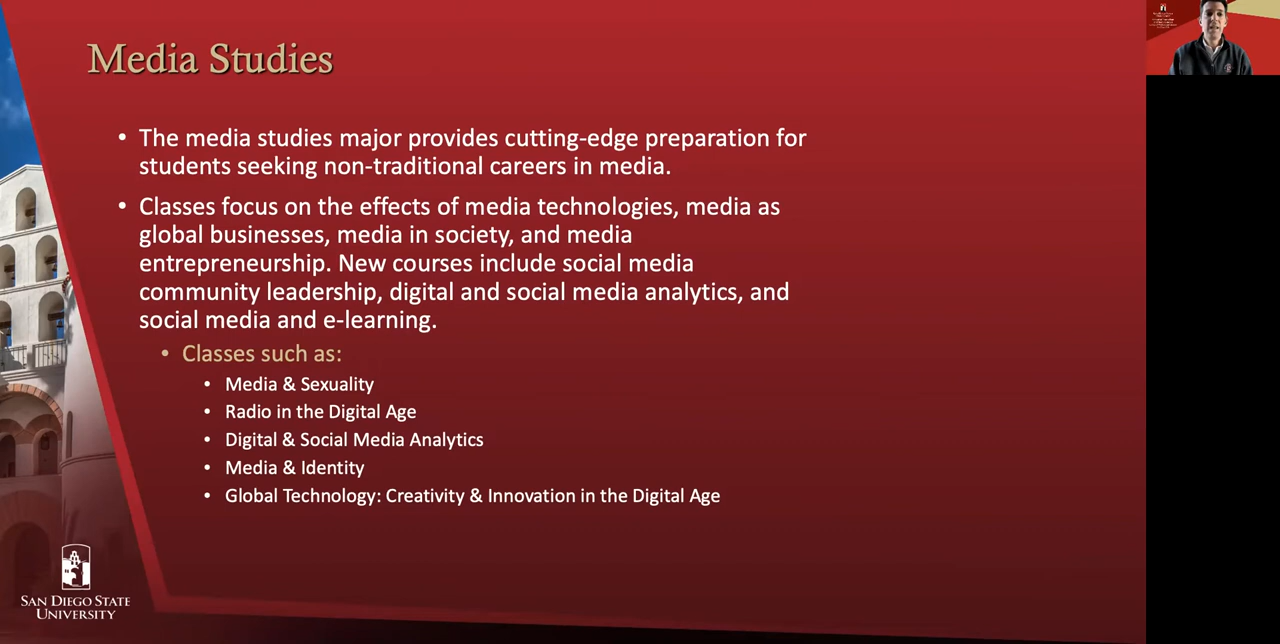 Media Studies
• The media studies major provides cutting-edge preparation for
students seeking non-traditional careers in media.
• Classes focus on the effects of media technologies, media as
global businesses, media in society, and media
entrepreneurship. New courses include social media
community leadership, digital and social media analytics, and
social media and e-learning.
• Classes such as:
• Media & Sexuality
• Radio in the Digital Age
• Digital & Social Media Analytics
• Media & Identity
• Global Technology: Creativity & Innovation in the Digital Age
SAN DIEGO STATE
UNIVERSITY